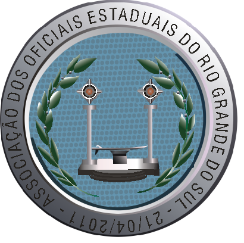 ASSOCIAÇÃO DOS OFICIAIS ESTADUAIS DO RIO GRANDE DO SUL - 21/04/2011 -